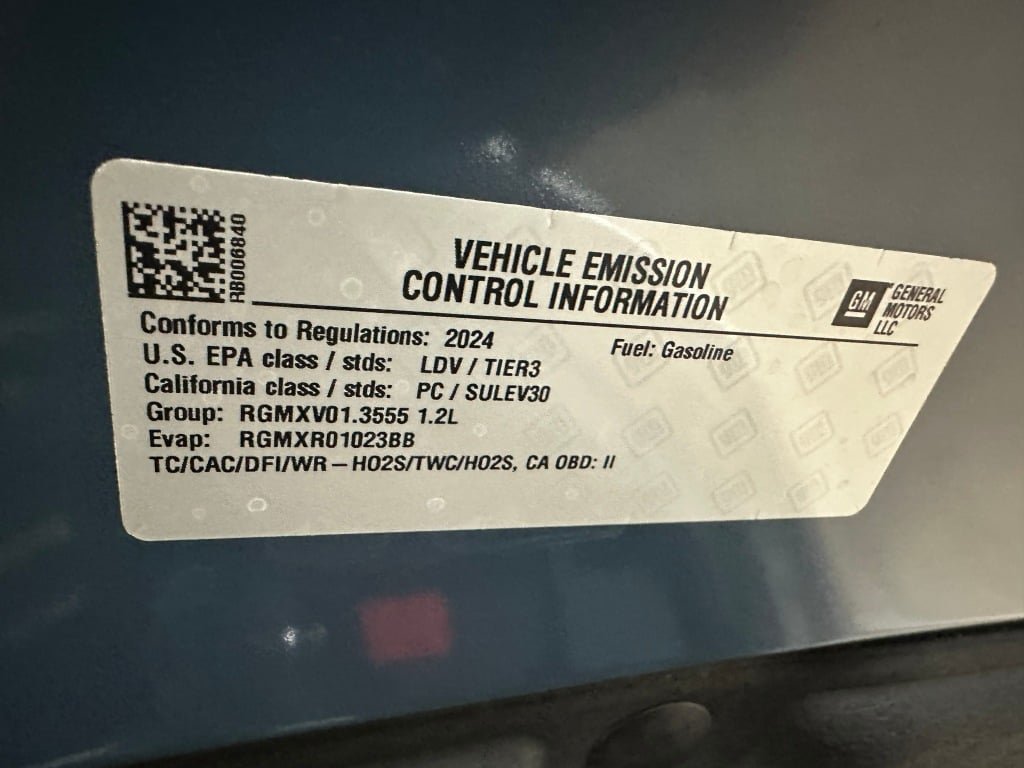 RB006840
VEHICLE EMISSION
CONTROL INFORMATION
GM GENERAL
MOTORS
LLC
Conforms to Regulations: 2024
Fuel: Gasoline
U.S. EPA class / stds: LDV / TIER3
California class / stds: PC / SULEV30
Group: RGMXV01.3555 1.2L
Evap: RGMXR01023BB
TC/CAC/DFI/WR – HO2S/TWC/HO2S, CA OBD: II